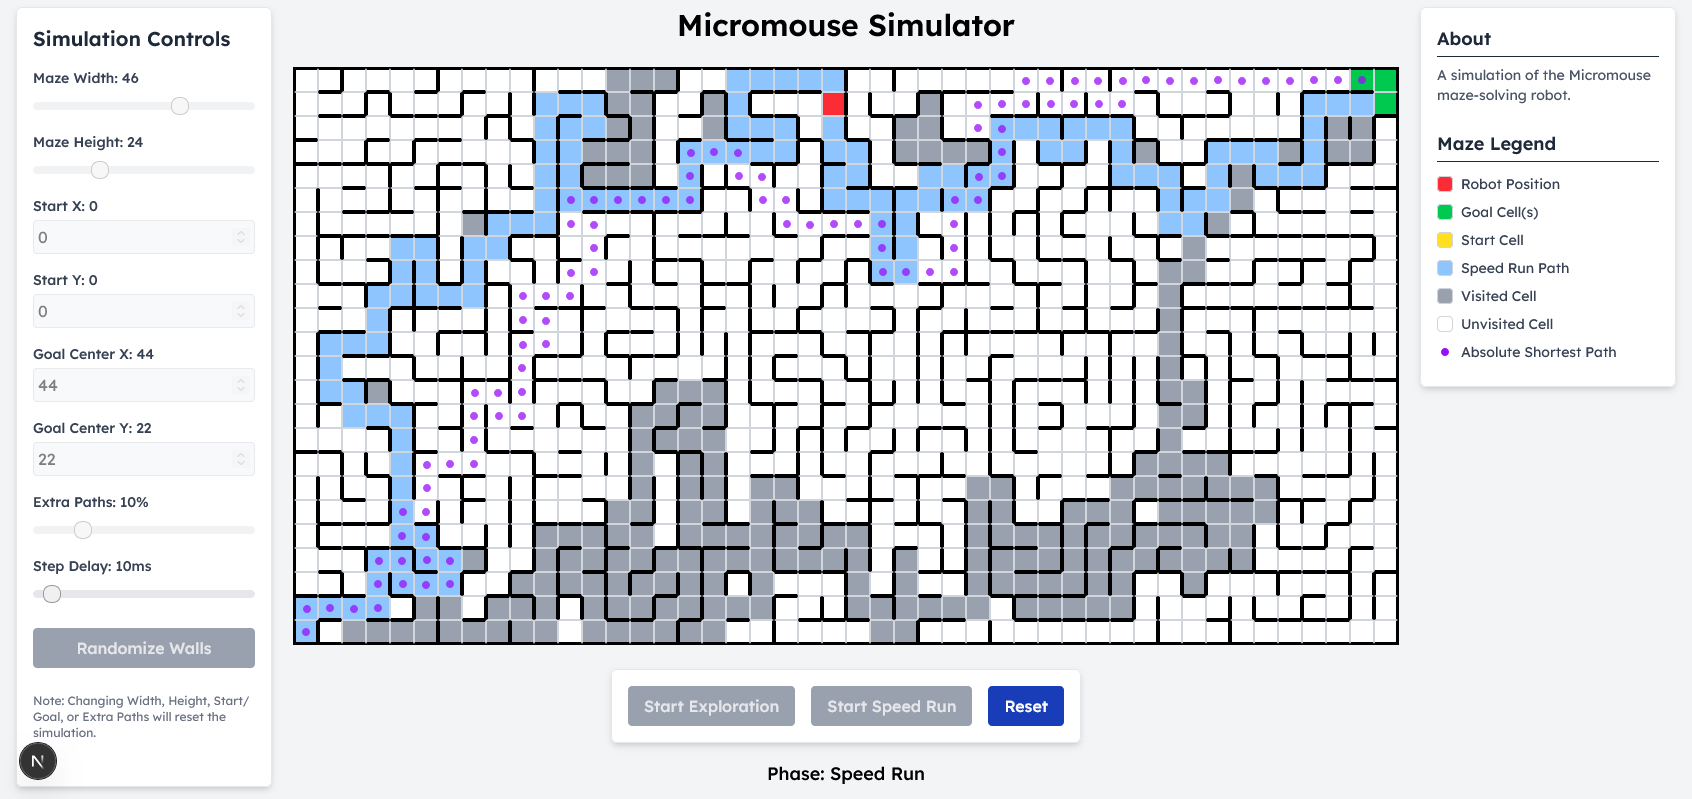 Micromouse Simulator
Simulation Controls
Maze Width: 46
Maze Height: 24
Start X: 0
0
Start Y: 0
0
Goal Center X: 44
44
Goal Center Y: 22
22
Extra Paths: 10%
Step Delay: 10ms
Randomize Walls
Note: Changing Width, Height, Start/
Goal, or Extra Paths will reset the
simulation.
N
Start Exploration
Start Speed Run
Reset
Phase: Speed Run
About
A simulation of the Micromouse
maze-solving robot.
Maze Legend
Robot Position
Goal Cell(s)
Start Cell
Speed Run Path
Visited Cell
Unvisited Cell
Absolute Shortest Path